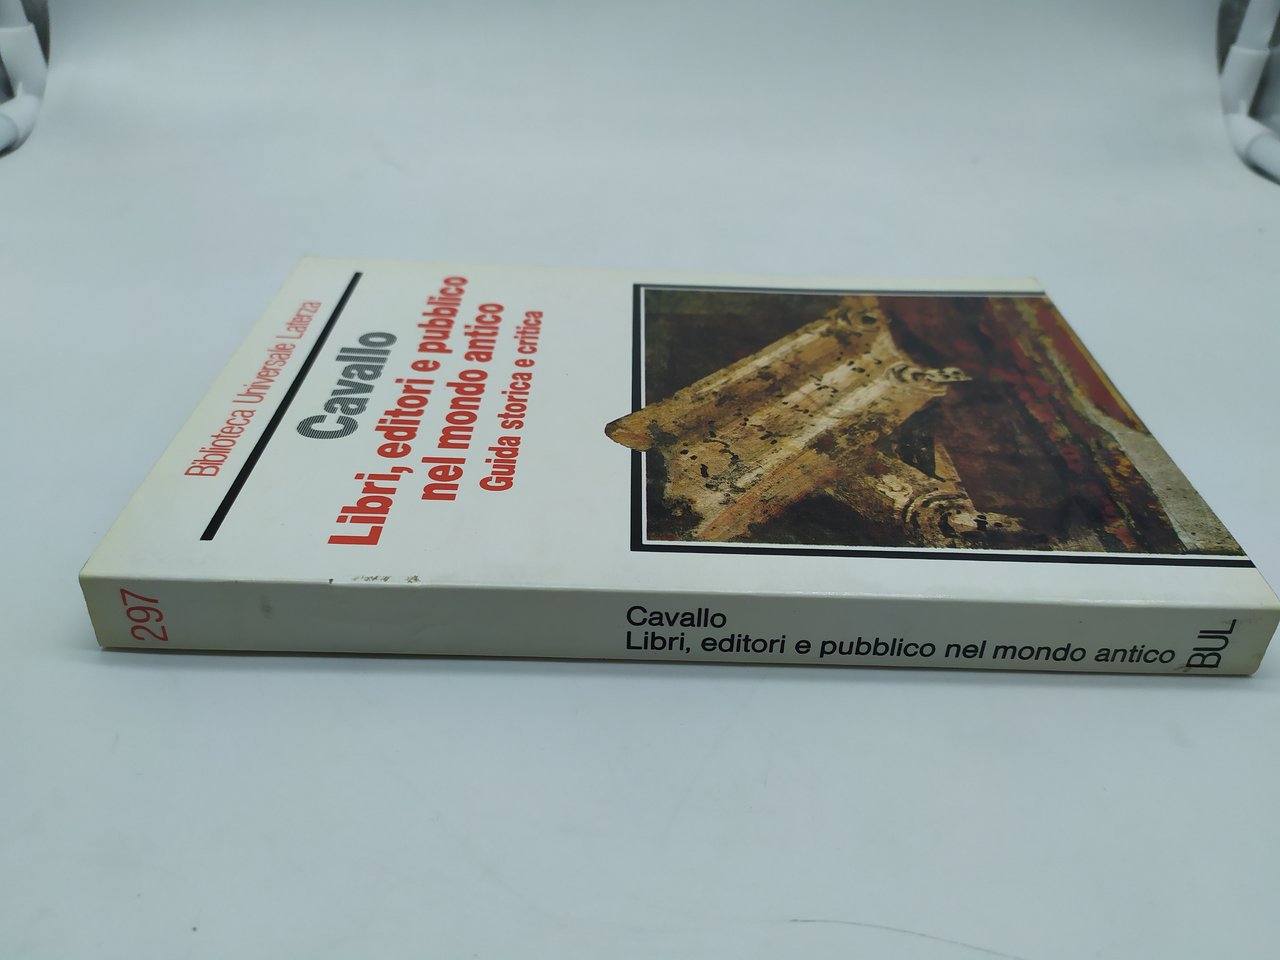 Biblioteca Universale Laterza
Cavallo
Libri, editori e pubblico
nel mondo antico
Guida storica e critica
297
Cavallo
Libri, editori e pubblico nel mondo antico
BUL